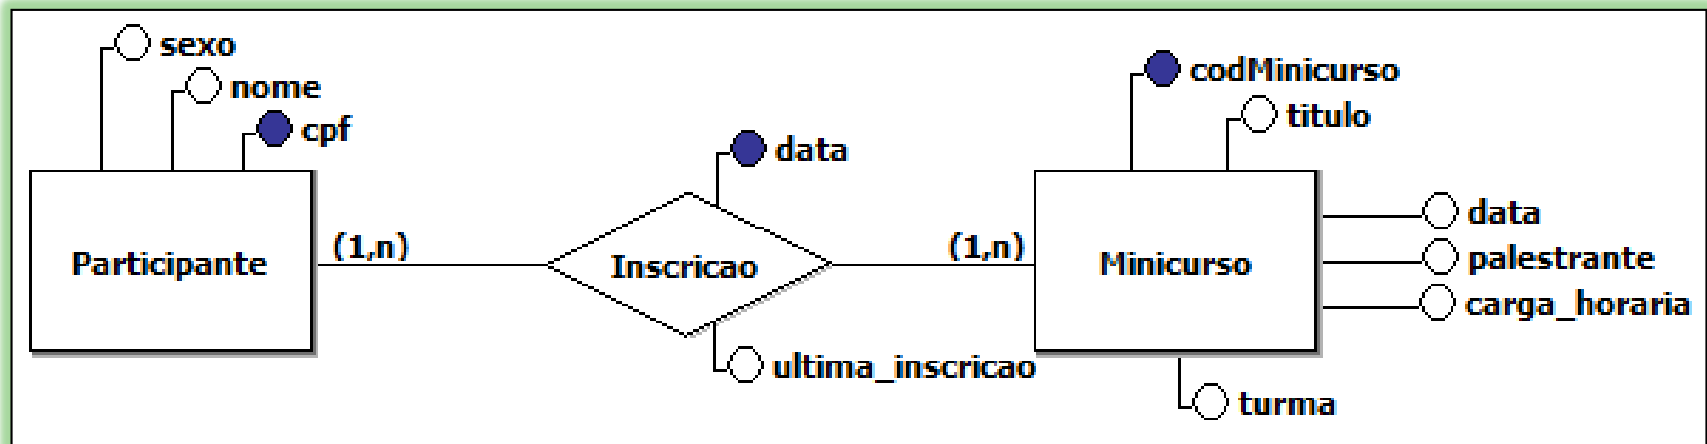 sexo
nome
cpf
Participante
(1,n)
data
Inscricao
ultima_inscricao
(1,n)
codMinicurso
titulo
Minicurso
data
palestrante
carga_horaria
turma